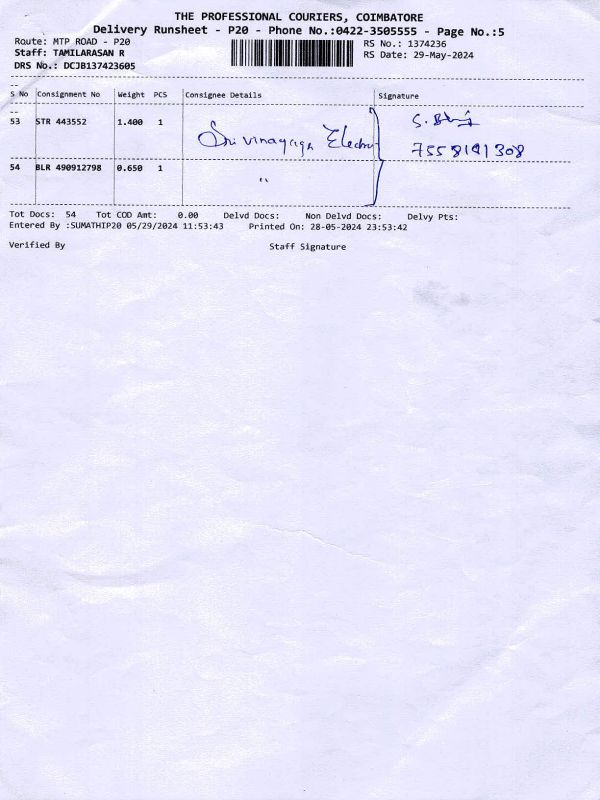 THE PROFESSIONAL COURIERS, COIMBATORE
Delivery Runsheet - P20 - Phone No.:0422-3505555 - Page No.:5
Route: MTP ROAD - P20 RS No.: 1374236
Staff: TAMILARASAN R RS Date: 29-May-2024
DRS No.: DCJB137423605
S No Consignment No Weight PCS Consignee Details Signature
53 STR 443552 1.400 1 Sri vinayaga S.
7558191308
54 BLR 490912798 0.650 1 "
Tot Docs: 54 Tot COD Amt: 0.00 Delvd Docs: Non Delvd Docs: Delvy Pts:
Entered By :SUMATHIP20 05/29/2024 11:53:43 Printed On: 28-05-2024 23:53:42
Verified By Staff Signature